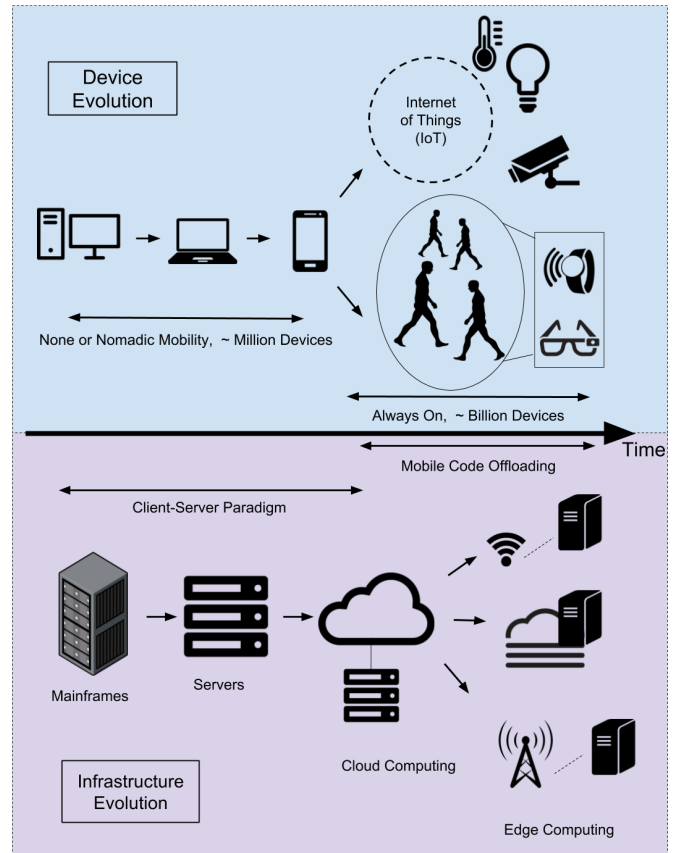 Device
Evolution
Internet
of Things
(IoT)
None or Nomadic Mobility, ~ Million Devices
Always On, ~ Billion Devices
Time
Mobile Code Offloading
Client-Server Paradigm
Mainframes
Servers
Cloud Computing
Infrastructure
Evolution
Edge Computing